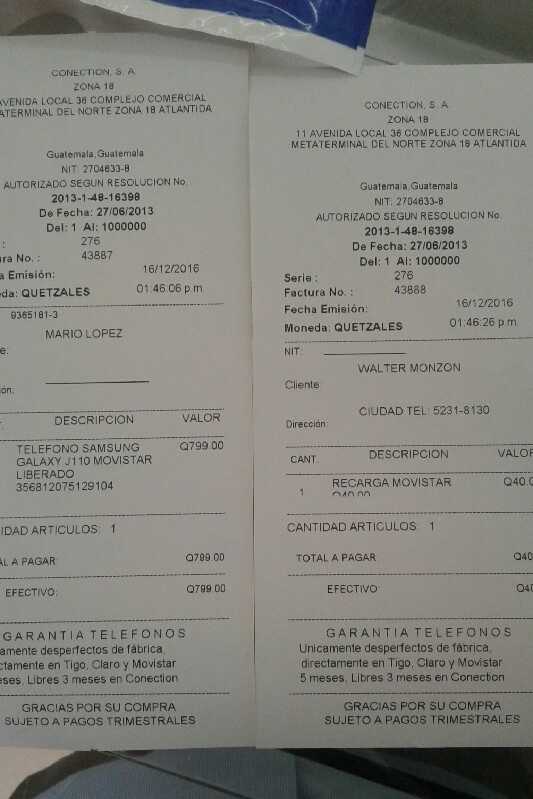 CONECTION, S. A.
ZONA 18
AVENIDA LOCAL 36 COMPLEJO COMERCIAL
METATERMINAL DEL NORTE ZONA 18 ATLANTIDA
Guatemala,Guatemala
NIT: 2704633-8
AUTORIZADO SEGUN RESOLUCION No.
2013-1-48-16398
De Fecha: 27/06/2013
Del: 1 Al: 1000000
: 276
ura No. : 43887
a Emisión: 16/12/2016
eda: QUETZALES 01:46:06 p.m.
9365181-3
MARIO LOPEZ
e:
ión:
DESCRIPCION VALOR
TELEFONO SAMSUNG Q799.00
GALAXY J110 MOVISTAR
LIBERADO
356812075129104
IDAD ARTICULOS: 1
AL A PAGAR: Q799.00
EFECTIVO: Q799.00
GARANTIA TELEFONOS
amente desperfectos de fábrica,
ctamente en Tigo, Claro y Movistar
eses, Libres 3 meses en Conection
GRACIAS POR SU COMPRA
SUJETO A PAGOS TRIMESTRALES
CONECTION, S. A.
ZONA 18
11 AVENIDA LOCAL 36 COMPLEJO COMERCIAL
METATERMINAL DEL NORTE ZONA 18 ATLANTIDA
Guatemala,Guatemala
NIT: 2704633-8
AUTORIZADO SEGUN RESOLUCION No.
2013-1-48-16398
De Fecha: 27/06/2013
Del: 1 Al: 1000000
Serie : 276
Factura No. : 43888
Fecha Emisión: 16/12/2016
Moneda: QUETZALES 01:46:26 p.m.
NIT:
WALTER MONZON
Cliente:
CIUDAD TEL: 5231-8130
Dirección:
CANT. DESCRIPCION VALOR
1 RECARGA MOVISTAR Q40.0
Q40.00
CANTIDAD ARTICULOS: 1
TOTAL A PAGAR: Q40
EFECTIVO: Q40
GARANTIA TELEFONOS
Unicamente desperfectos de fábrica,
directamente en Tigo, Claro y Movistar
5 meses, Libres 3 meses en Conection
GRACIAS POR SU COMPRA
SUJETO A PAGOS TRIMESTRALES